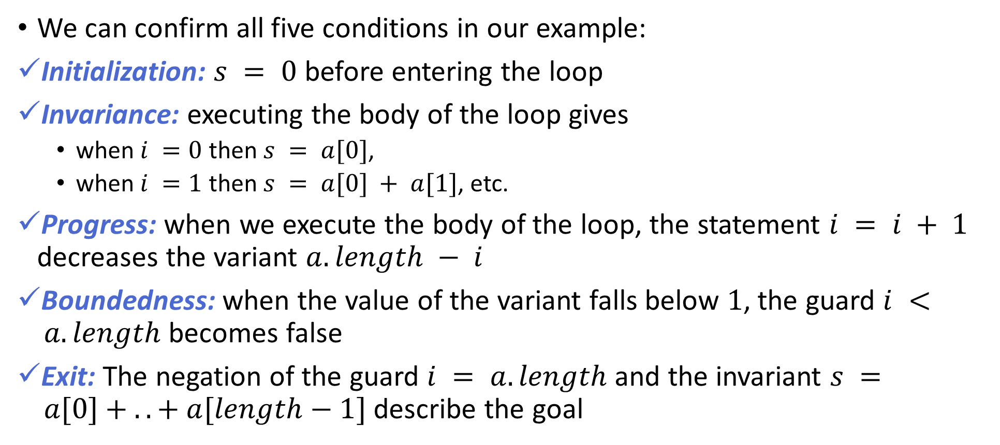 • We can confirm all five conditions in our example:
✓Initialization: s = 0 before entering the loop
✓Invariance: executing the body of the loop gives
• when i = 0 then s = a[0],
• when i = 1 then s = a[0] + a[1], etc.
✓Progress: when we execute the body of the loop, the statement i = i + 1
decreases the variant a.length − i
✓Boundedness: when the value of the variant falls below 1, the guard i <
a.length becomes false
✓Exit: The negation of the guard i = a.length and the invariant s =
a[0] + . . + a[length − 1] describe the goal